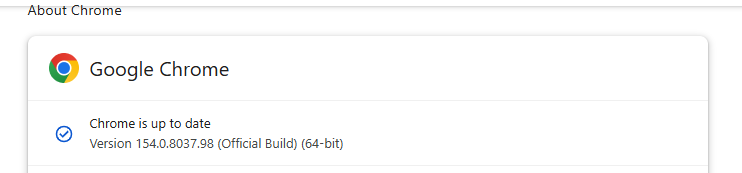 About Chrome
Google Chrome
Chrome is up to date
Version 154.0.8037.98 (Official Build) (64-bit)